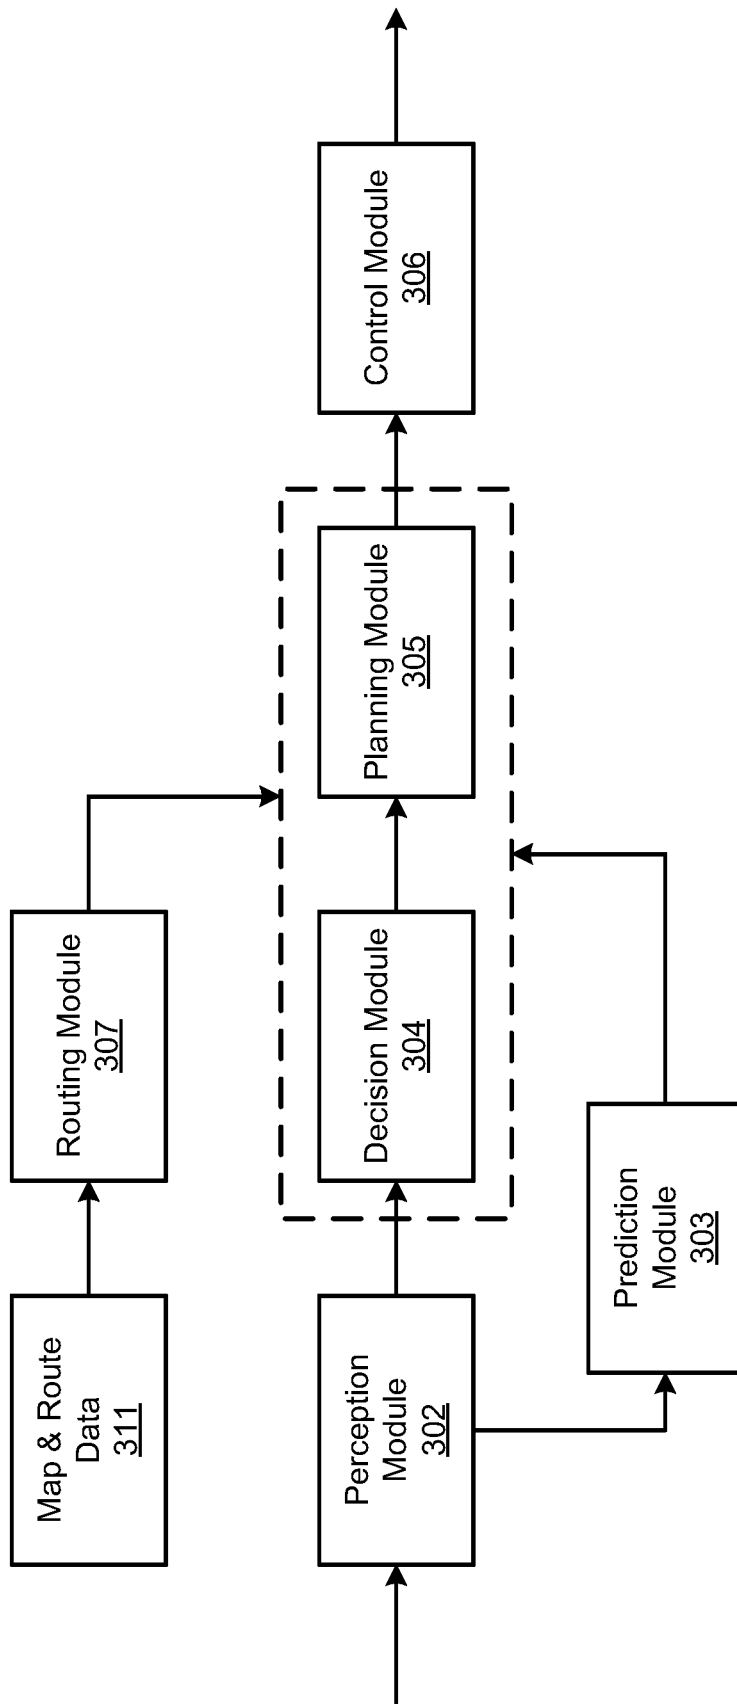 Map & Route
Data
311
Routing Module
307
Perception
Module
302
Decision Module
304
Planning Module
305
Control Module
306
Prediction
Module
303